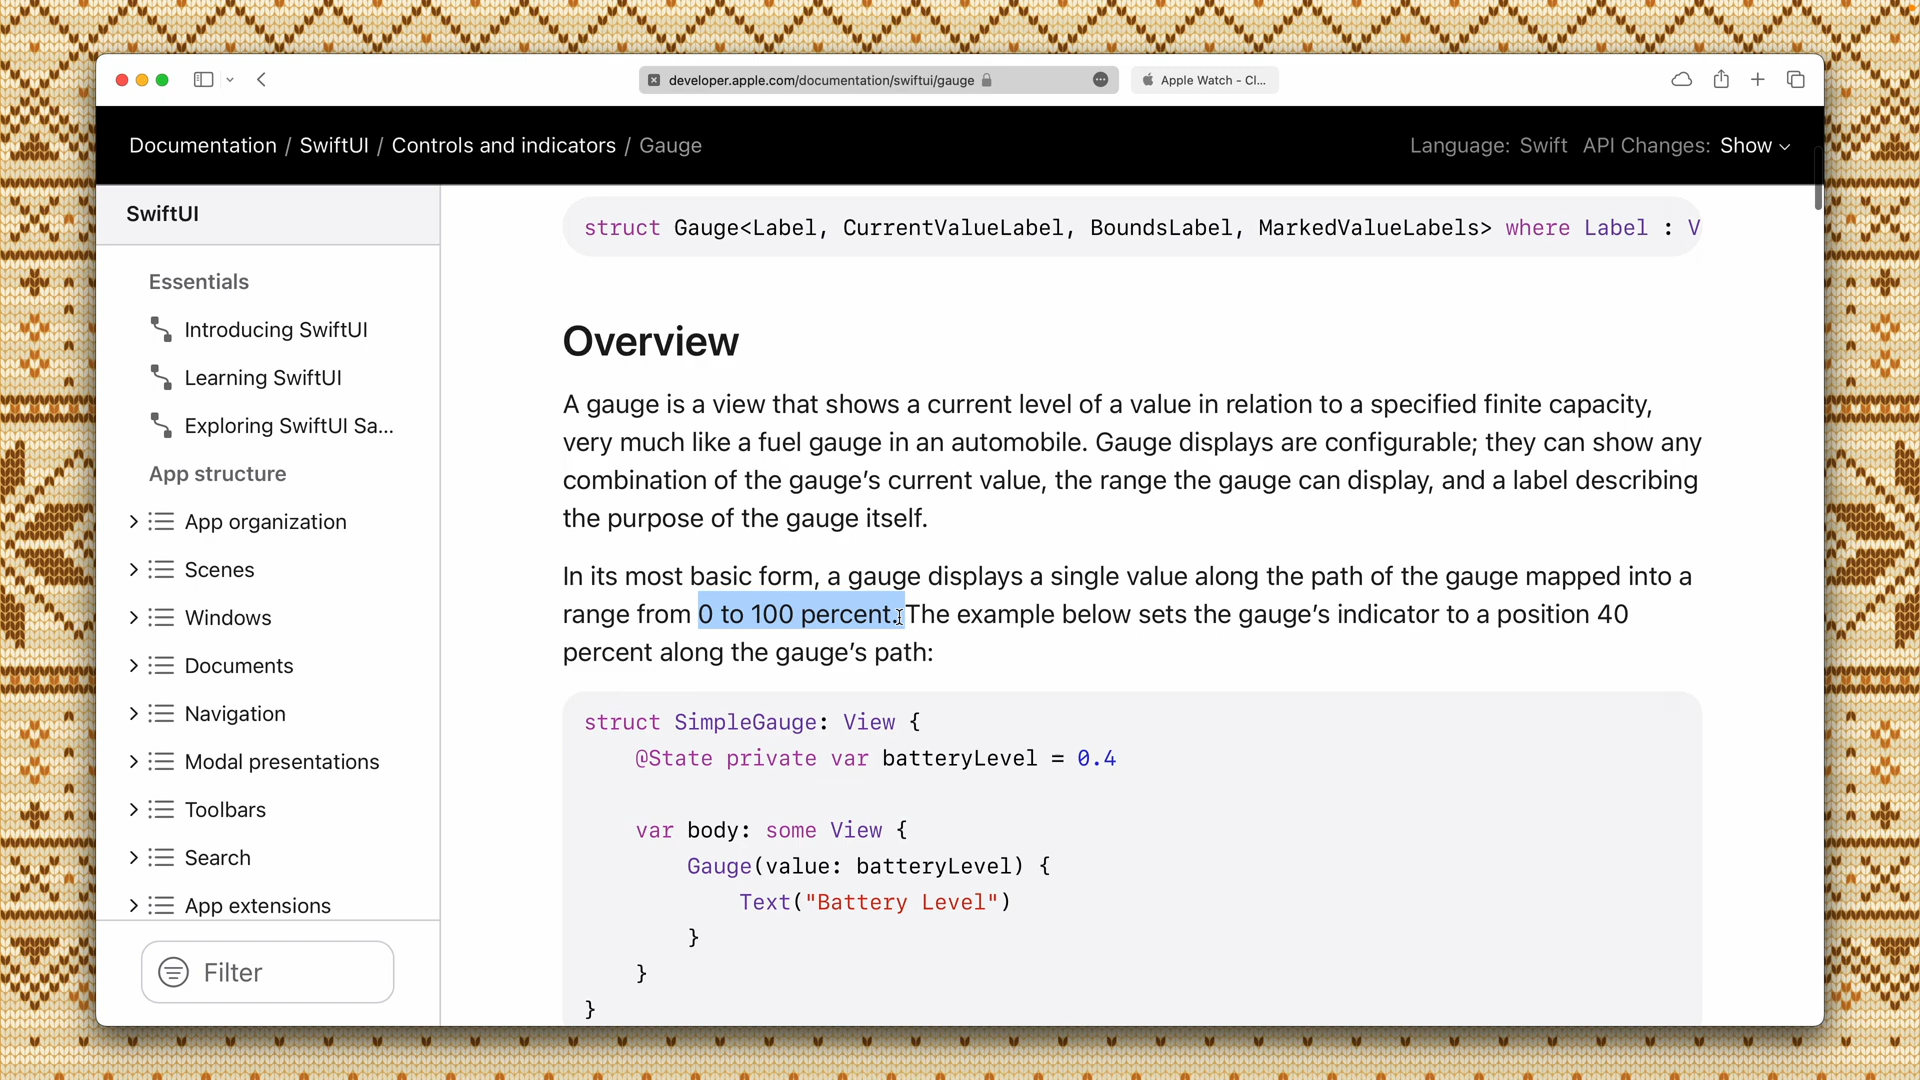 developer.apple.com/documentation/swiftui/gauge
Apple Watch - Cl...
Documentation / SwiftUI / Controls and indicators / Gauge
Language: Swift API Changes: Show
SwiftUI
Essentials
Introducing SwiftUI
Learning SwiftUI
Exploring SwiftUI Sa...
App structure
App organization
Scenes
Windows
Documents
Navigation
Modal presentations
Toolbars
Search
App extensions
Filter
struct Gauge<Label, CurrentValueLabel, BoundsLabel, MarkedValueLabels> where Label : V
Overview
A gauge is a view that shows a current level of a value in relation to a specified finite capacity,
very much like a fuel gauge in an automobile. Gauge displays are configurable; they can show any
combination of the gauge’s current value, the range the gauge can display, and a label describing
the purpose of the gauge itself.
In its most basic form, a gauge displays a single value along the path of the gauge mapped into a
range from 0 to 100 percent. The example below sets the gauge’s indicator to a position 40
percent along the gauge’s path:
struct SimpleGauge: View {
@State private var batteryLevel = 0.4
var body: some View {
Gauge(value: batteryLevel) {
Text("Battery Level")
}
}
}